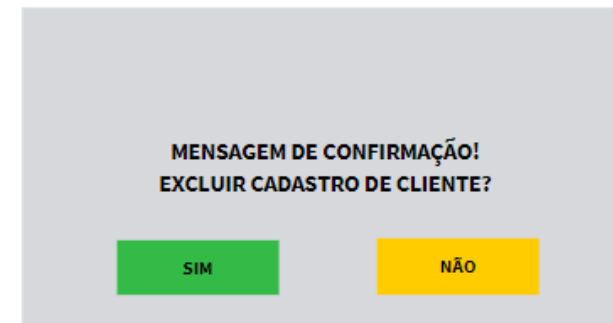 MENSAGEM DE CONFIRMAÇÃO!
EXCLUIR CADASTRO DE CLIENTE?
SIM
NÃO